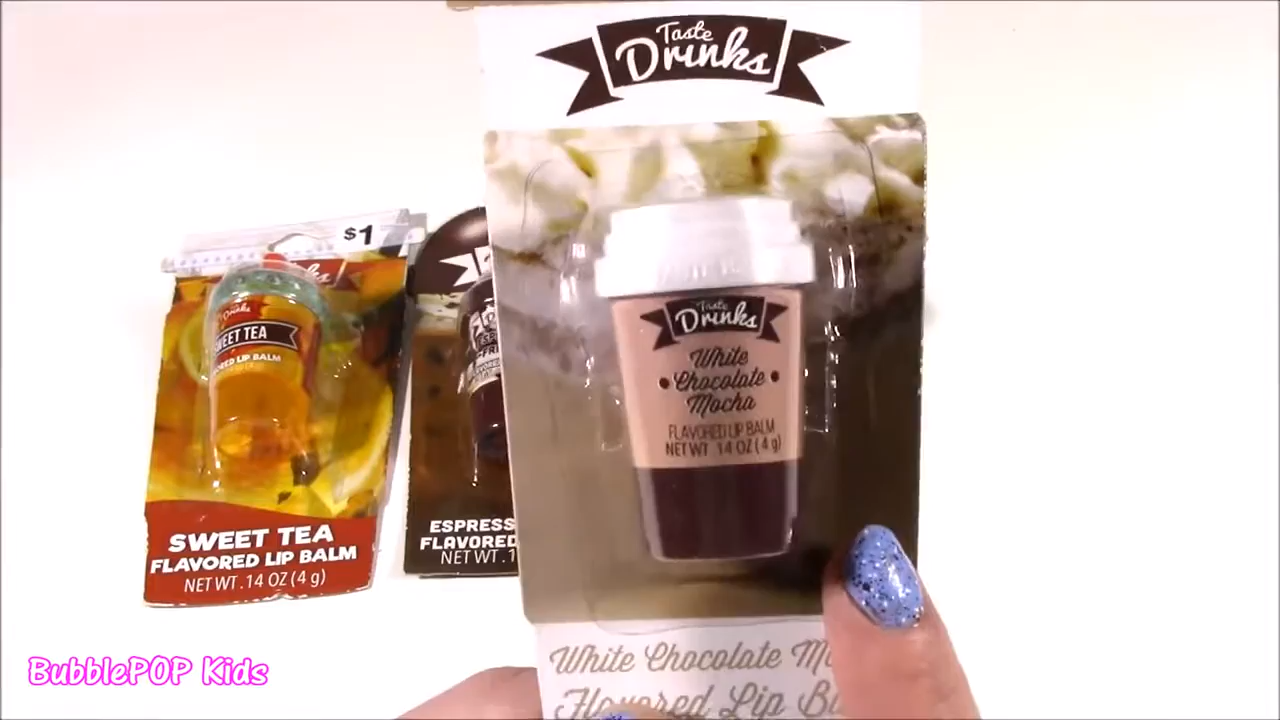 Taste
Drinks
Taste
Drinks
White
Chocolate
Mocha
FLAVORED LIP BALM
NET WT .14 OZ (4 g)
White Chocolate
Flavored Lip
$1
Drinks
SWEET TEA
LIP BALM
SWEET TEA
FLAVORED LIP BALM
NET WT .14 OZ (4 g)
ESPRESS
FLAVORED
NET WT .1
BubblePOP Kids